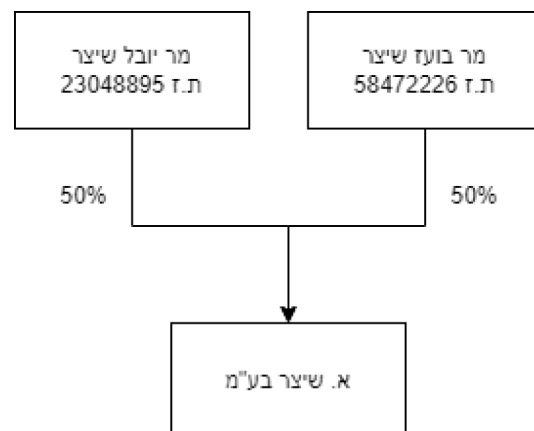 מר בועז שיצר
ת.ז 58472226
מר יובל שיצר
ת.ז 23048895
50%
50%
א. שיצר בע"מ